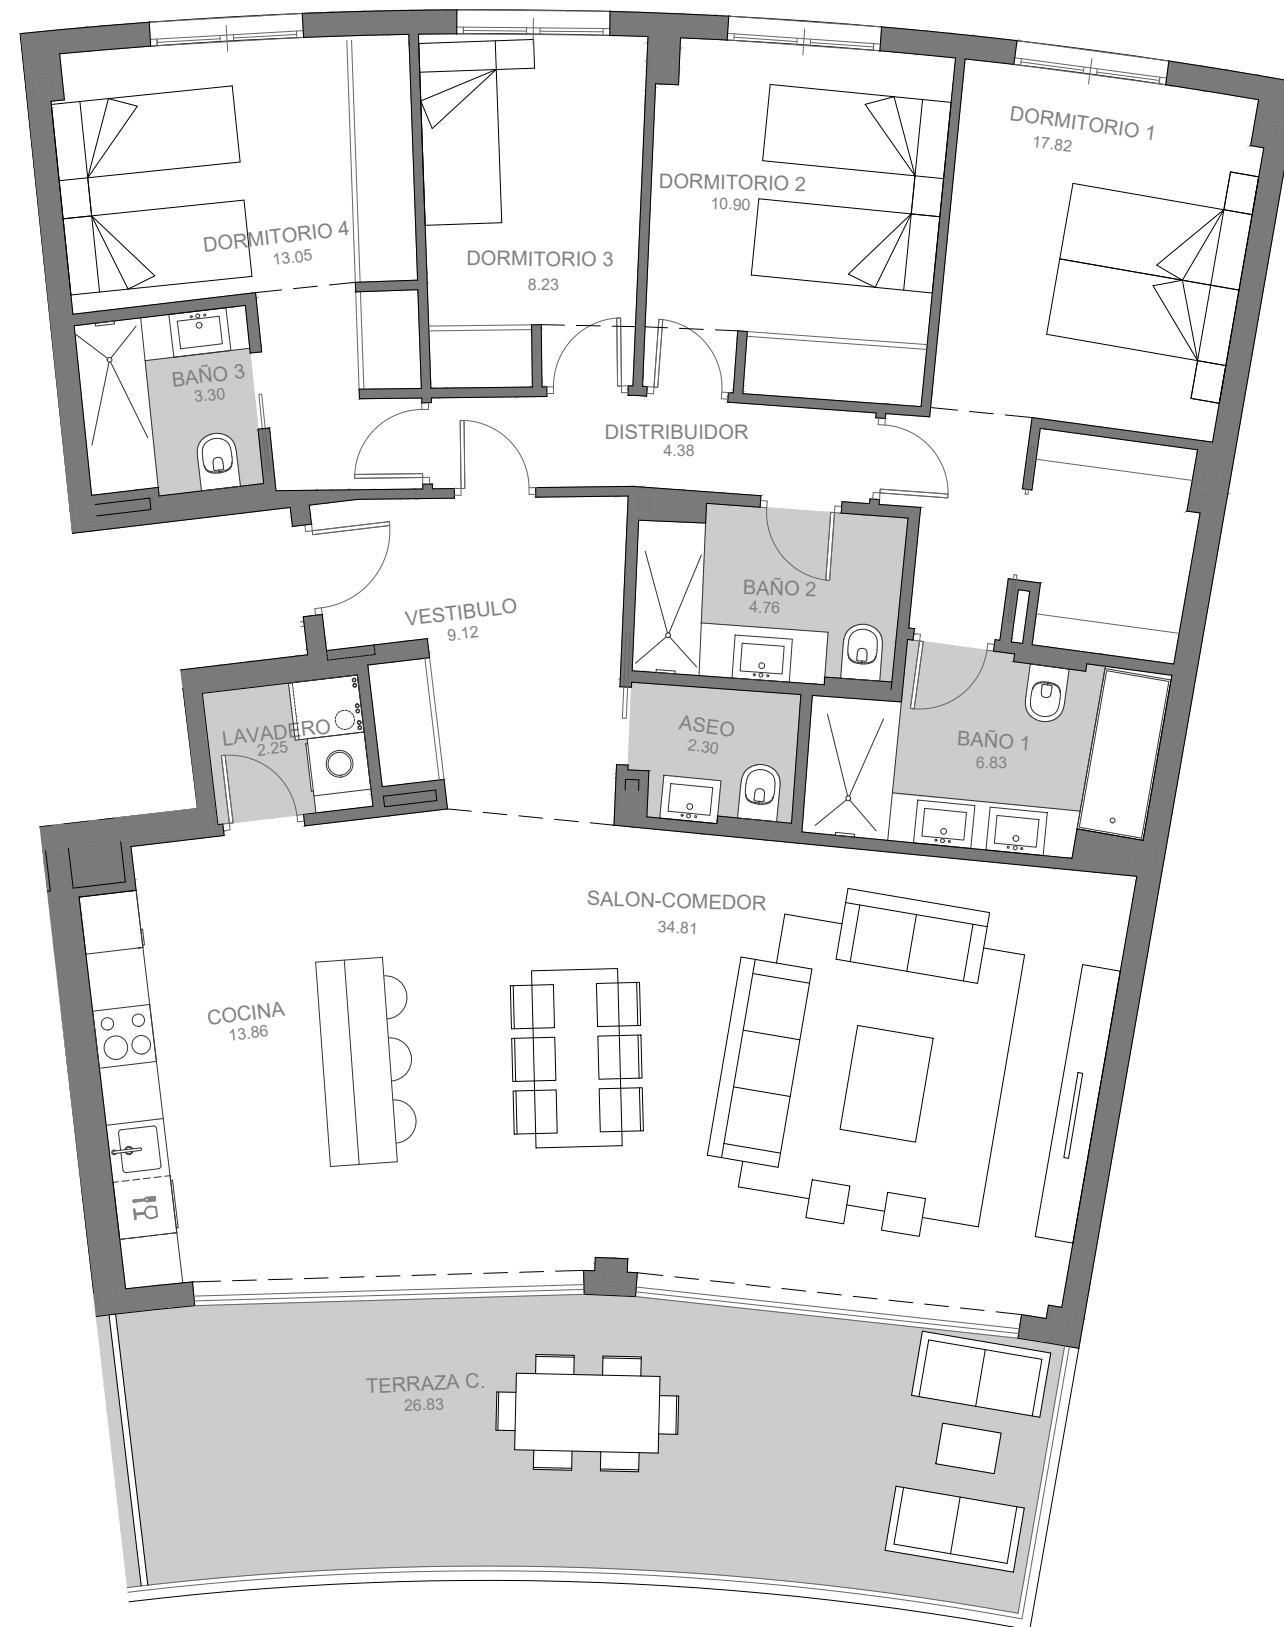 DORMITORIO 1
17.82
DORMITORIO 2
10.90
DORMITORIO 4
13.05
DORMITORIO 3
8.23
BAÑO 3
3.30
DISTRIBUIDOR
4.38
BAÑO 2
4.76
VESTIBULO
9.12
LAVADERO
2.25
ASEO
2.30
BAÑO 1
6.83
SALON-COMEDOR
34.81
COCINA
13.86
TERRAZA C.
26.83